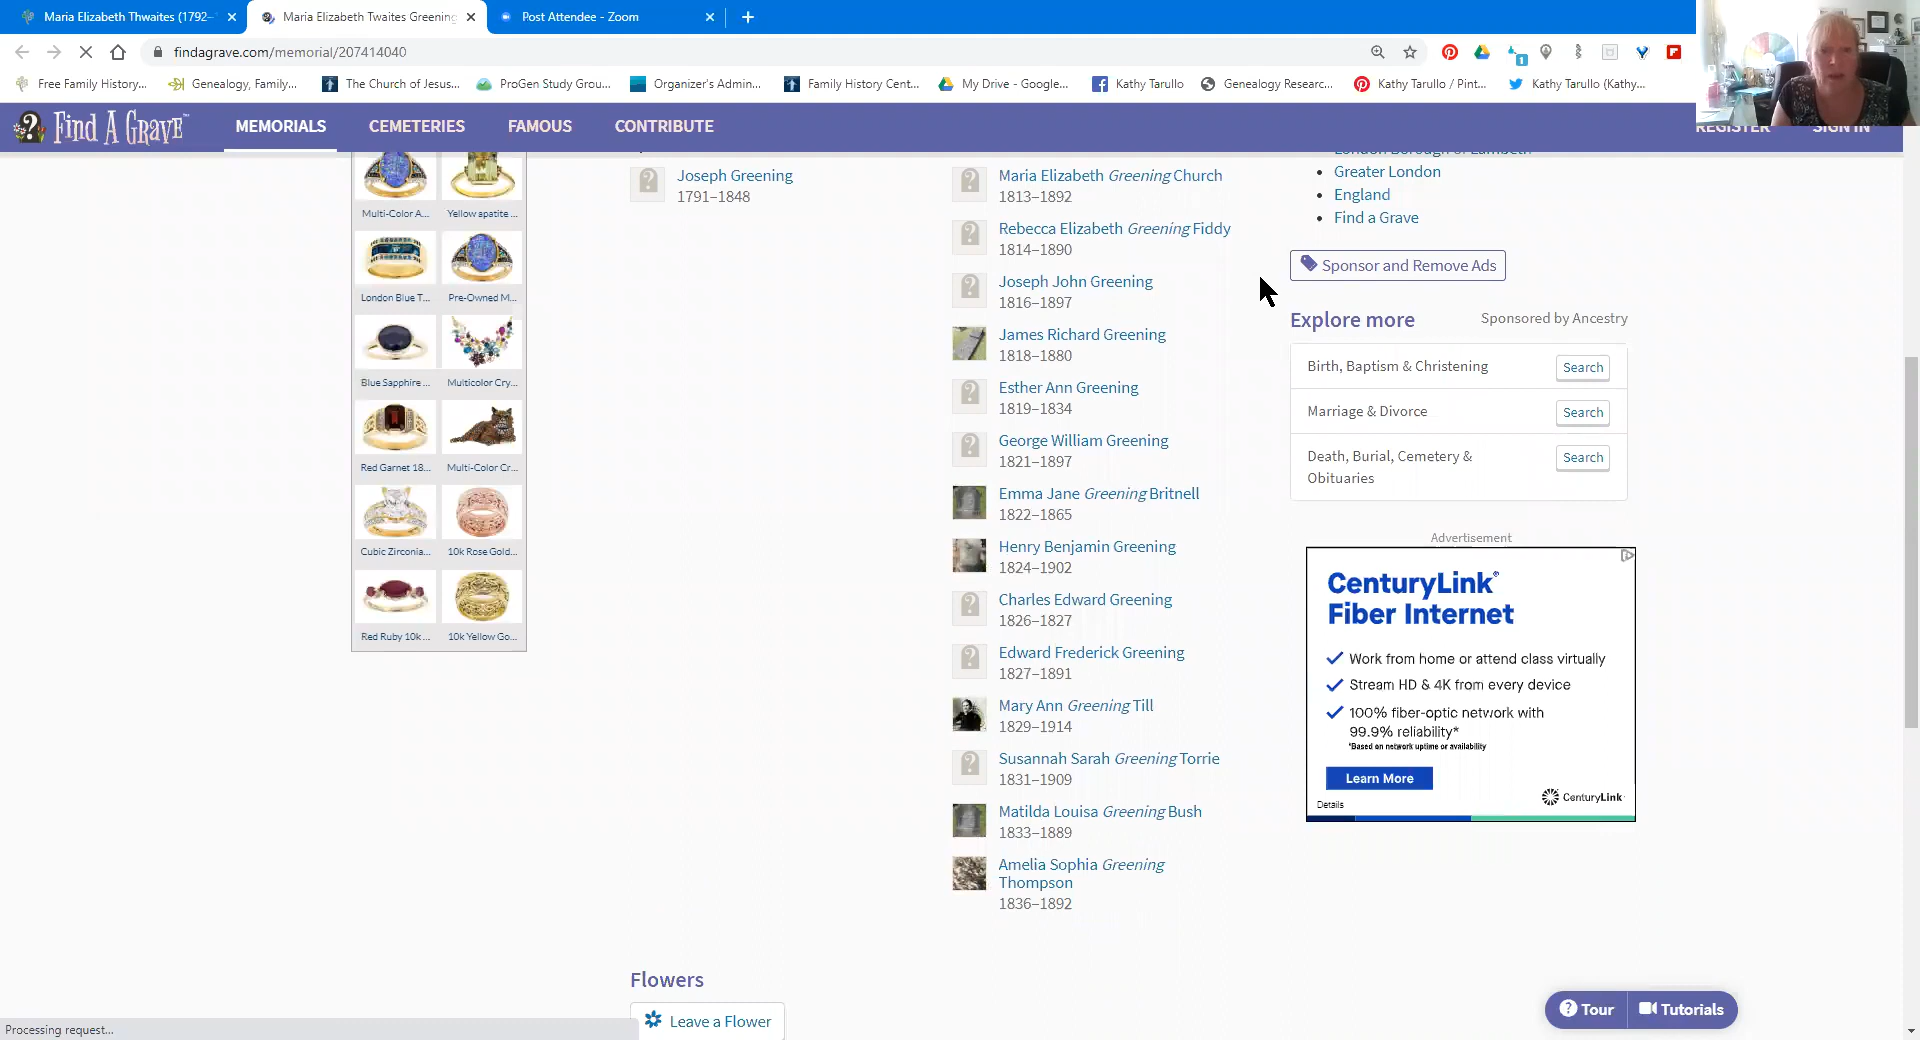 Maria Elizabeth Thwaites (1792–
Maria Elizabeth Twaites Greening
Post Attendee - Zoom
findagrave.com/memorial/207414040
1
Free Family History...
Genealogy, Family...
The Church of Jesus...
ProGen Study Grou...
Organizer's Admin...
Family History Cent...
My Drive - Google...
Kathy Tarullo
Genealogy Researc...
Kathy Tarullo / Pint...
Kathy Tarullo (Kathy...
FIND A GRAVE
MEMORIALS
CEMETERIES
FAMOUS
CONTRIBUTE
REGISTER
SIGN IN
Multi-Color A...
Yellow apatite ...
London Blue T...
Pre-Owned M...
Blue Sapphire ...
Multicolor Cry...
Red Garnet 18...
Multi-Color Cr...
Cubic Zirconia...
10k Rose Gold...
Red Ruby 10k ...
10k Yellow Go...
Joseph Greening
1791–1848
Maria Elizabeth Greening Church
1813–1892
Rebecca Elizabeth Greening Fiddy
1814–1890
Joseph John Greening
1816–1897
James Richard Greening
1818–1880
Esther Ann Greening
1819–1834
George William Greening
1821–1897
Emma Jane Greening Britnell
1822–1865
Henry Benjamin Greening
1824–1902
Charles Edward Greening
1826–1827
Edward Frederick Greening
1827–1891
Mary Ann Greening Till
1829–1914
Susannah Sarah Greening Torrie
1831–1909
Matilda Louisa Greening Bush
1833–1889
Amelia Sophia Greening
Thompson
1836–1892
London Borough of Lambeth
Greater London
England
Find a Grave
Sponsor and Remove Ads
Explore more
Sponsored by Ancestry
Birth, Baptism & Christening
Search
Marriage & Divorce
Search
Death, Burial, Cemetery &
Obituaries
Search
Advertisement
CenturyLink®
Fiber Internet
Work from home or attend class virtually
Stream HD & 4K from every device
100% fiber-optic network with
99.9% reliability*
*Based on network uptime or availability
Learn More
Details
CenturyLink
Flowers
Leave a Flower
Tour
Tutorials
Processing request...